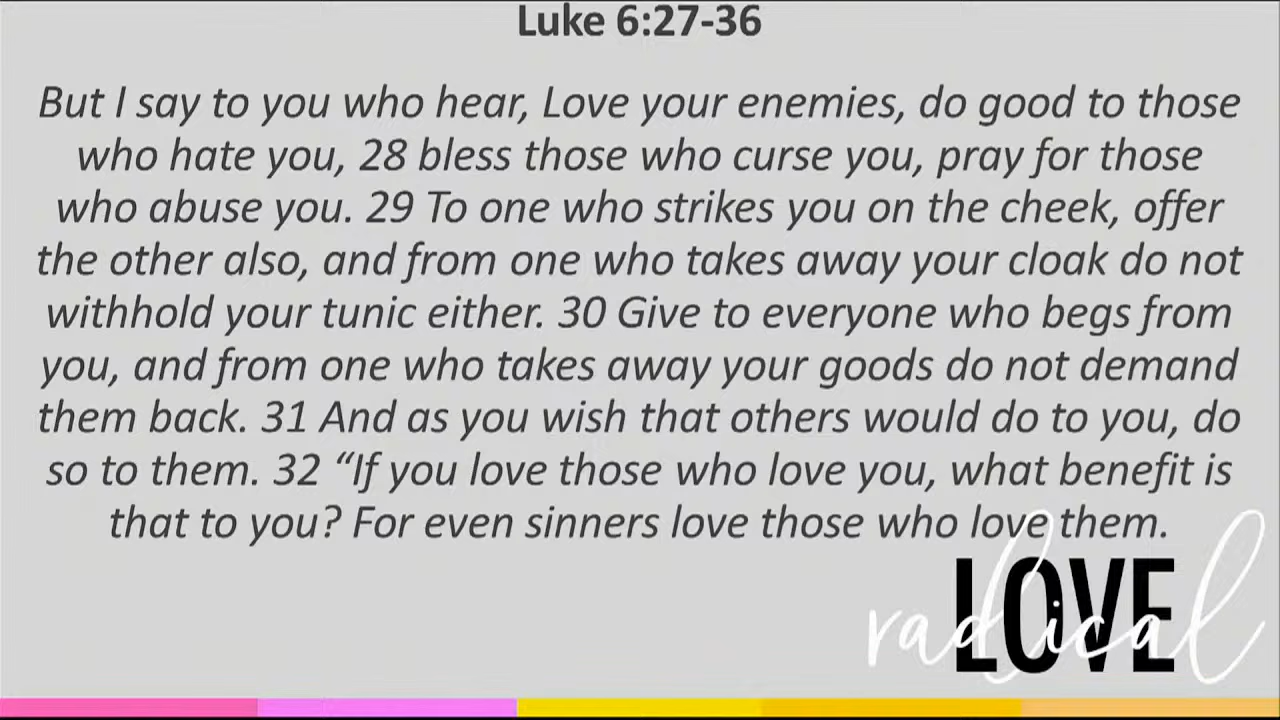 Luke 6:27-36
But I say to you who hear, Love your enemies, do good to those
who hate you, 28 bless those who curse you, pray for those
who abuse you. 29 To one who strikes you on the cheek, offer
the other also, and from one who takes away your cloak do not
withhold your tunic either. 30 Give to everyone who begs from
you, and from one who takes away your goods do not demand
them back. 31 And as you wish that others would do to you, do
so to them. 32 “If you love those who love you, what benefit is
that to you? For even sinners love those who love them.
radical
LOVE